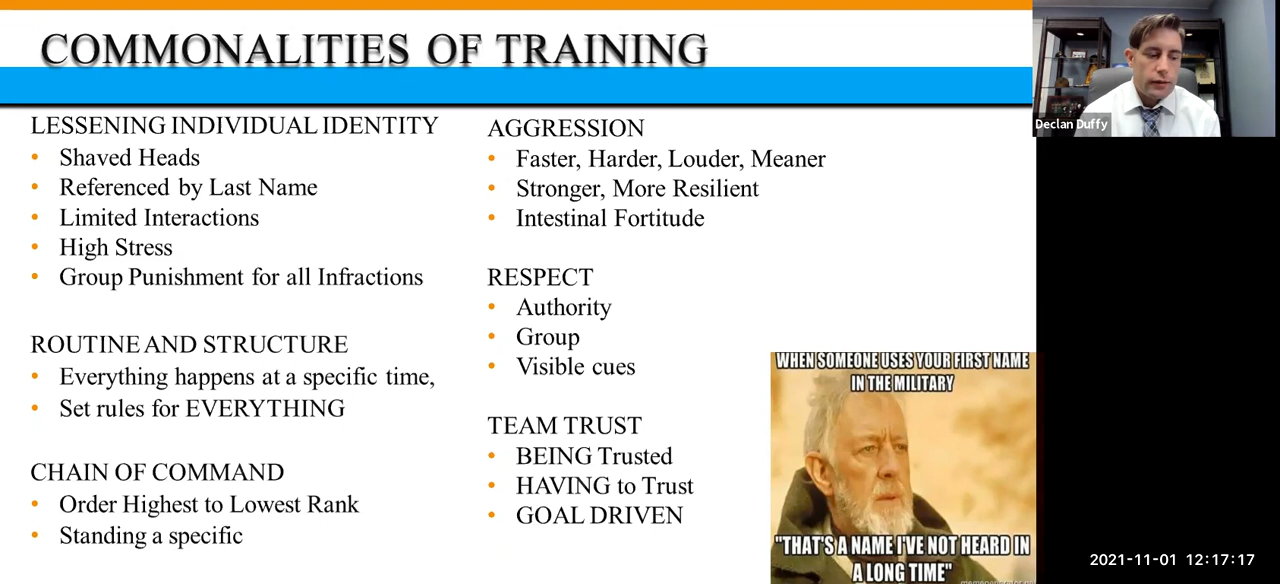 COMMONALITIES OF TRAINING
LESSENING INDIVIDUAL IDENTITY
• Shaved Heads
• Referenced by Last Name
• Limited Interactions
• High Stress
• Group Punishment for all Infractions
ROUTINE AND STRUCTURE
• Everything happens at a specific time,
• Set rules for EVERYTHING
CHAIN OF COMMAND
• Order Highest to Lowest Rank
• Standing a specific
AGGRESSION
• Faster, Harder, Louder, Meaner
• Stronger, More Resilient
• Intestinal Fortitude
RESPECT
• Authority
• Group
• Visible cues
TEAM TRUST
• BEING Trusted
• HAVING to Trust
• GOAL DRIVEN
WHEN SOMEONE USES YOUR FIRST NAME
IN THE MILITARY
"THAT'S A NAME I'VE NOT HEARD IN
A LONG TIME"
Declan Duffy
2021-11-01 12:17:17